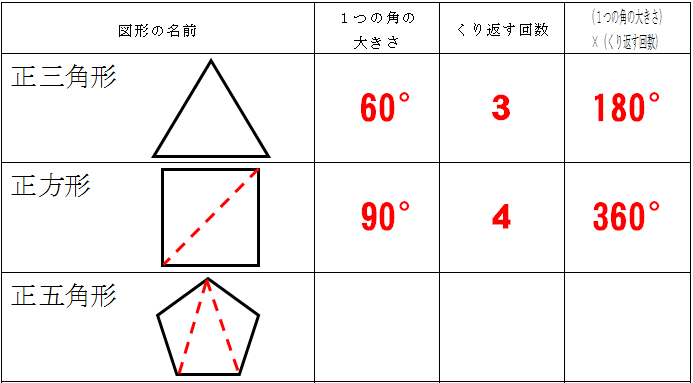 図形の名前
１つの角の
大きさ
くり返す回数
(１つの角の大きさ)
×(くり返す回数)
正三角形
60°
3
180°
正方形
90°
4
360°
正五角形